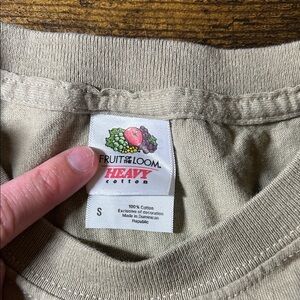 FRUIT OF THE LOOM.
HEAVY
cotton
S
100% Cotton
Exclusive of decoration
Made in Dominican
Republic